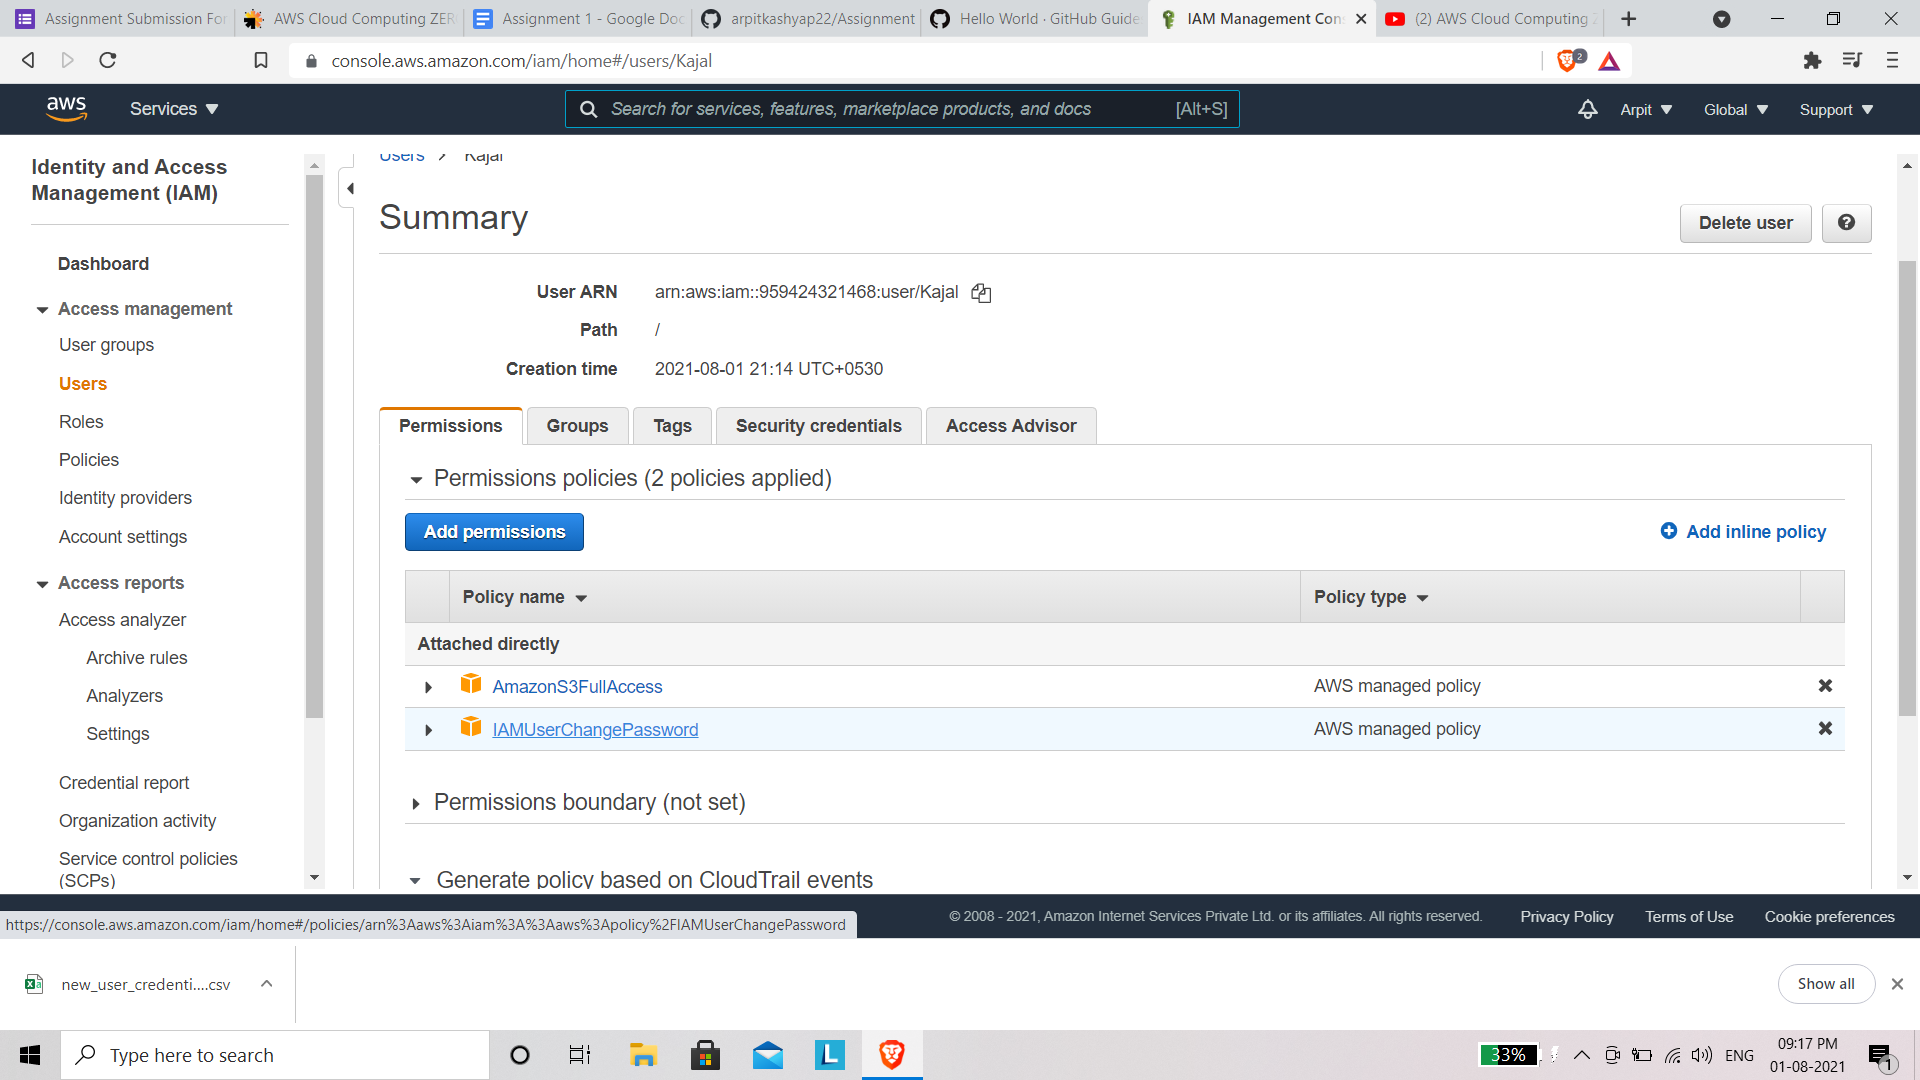 Assignment Submission For
AWS Cloud Computing ZER
Assignment 1 - Google Doc
arpitkashyap22/Assignment
Hello World · GitHub Guide
IAM Management Con
(2) AWS Cloud Computing Z
console.aws.amazon.com/iam/home#/users/Kajal
2
aws
Services
Search for services, features, marketplace products, and docs
[Alt+S]
Arpit
Global
Support
Identity and Access
Management (IAM)
Dashboard
Access management
User groups
Users
Roles
Policies
Identity providers
Account settings
Access reports
Access analyzer
Archive rules
Analyzers
Settings
Credential report
Organization activity
Service control policies
(SCPs)
Users > Kajal
Summary
Delete user
User ARN arn:aws:iam::959424321468:user/Kajal
Path /
Creation time 2021-08-01 21:14 UTC+0530
Permissions
Groups
Tags
Security credentials
Access Advisor
Permissions policies (2 policies applied)
Add permissions
Add inline policy
Policy name Policy type
Attached directly
AmazonS3FullAccess AWS managed policy
IAMUserChangePassword AWS managed policy
Permissions boundary (not set)
Generate policy based on CloudTrail events
https://console.aws.amazon.com/iam/home#/policies/arn%3Aaws%3Aiam%3A%3Aaws%3Apolicy%2FIAMUserChangePassword
© 2008 - 2021, Amazon Internet Services Private Ltd. or its affiliates. All rights reserved.
Privacy Policy
Terms of Use
Cookie preferences
new_user_credenti....csv
Show all
Type here to search
L
33%
ENG
09:17 PM
01-08-2021
1